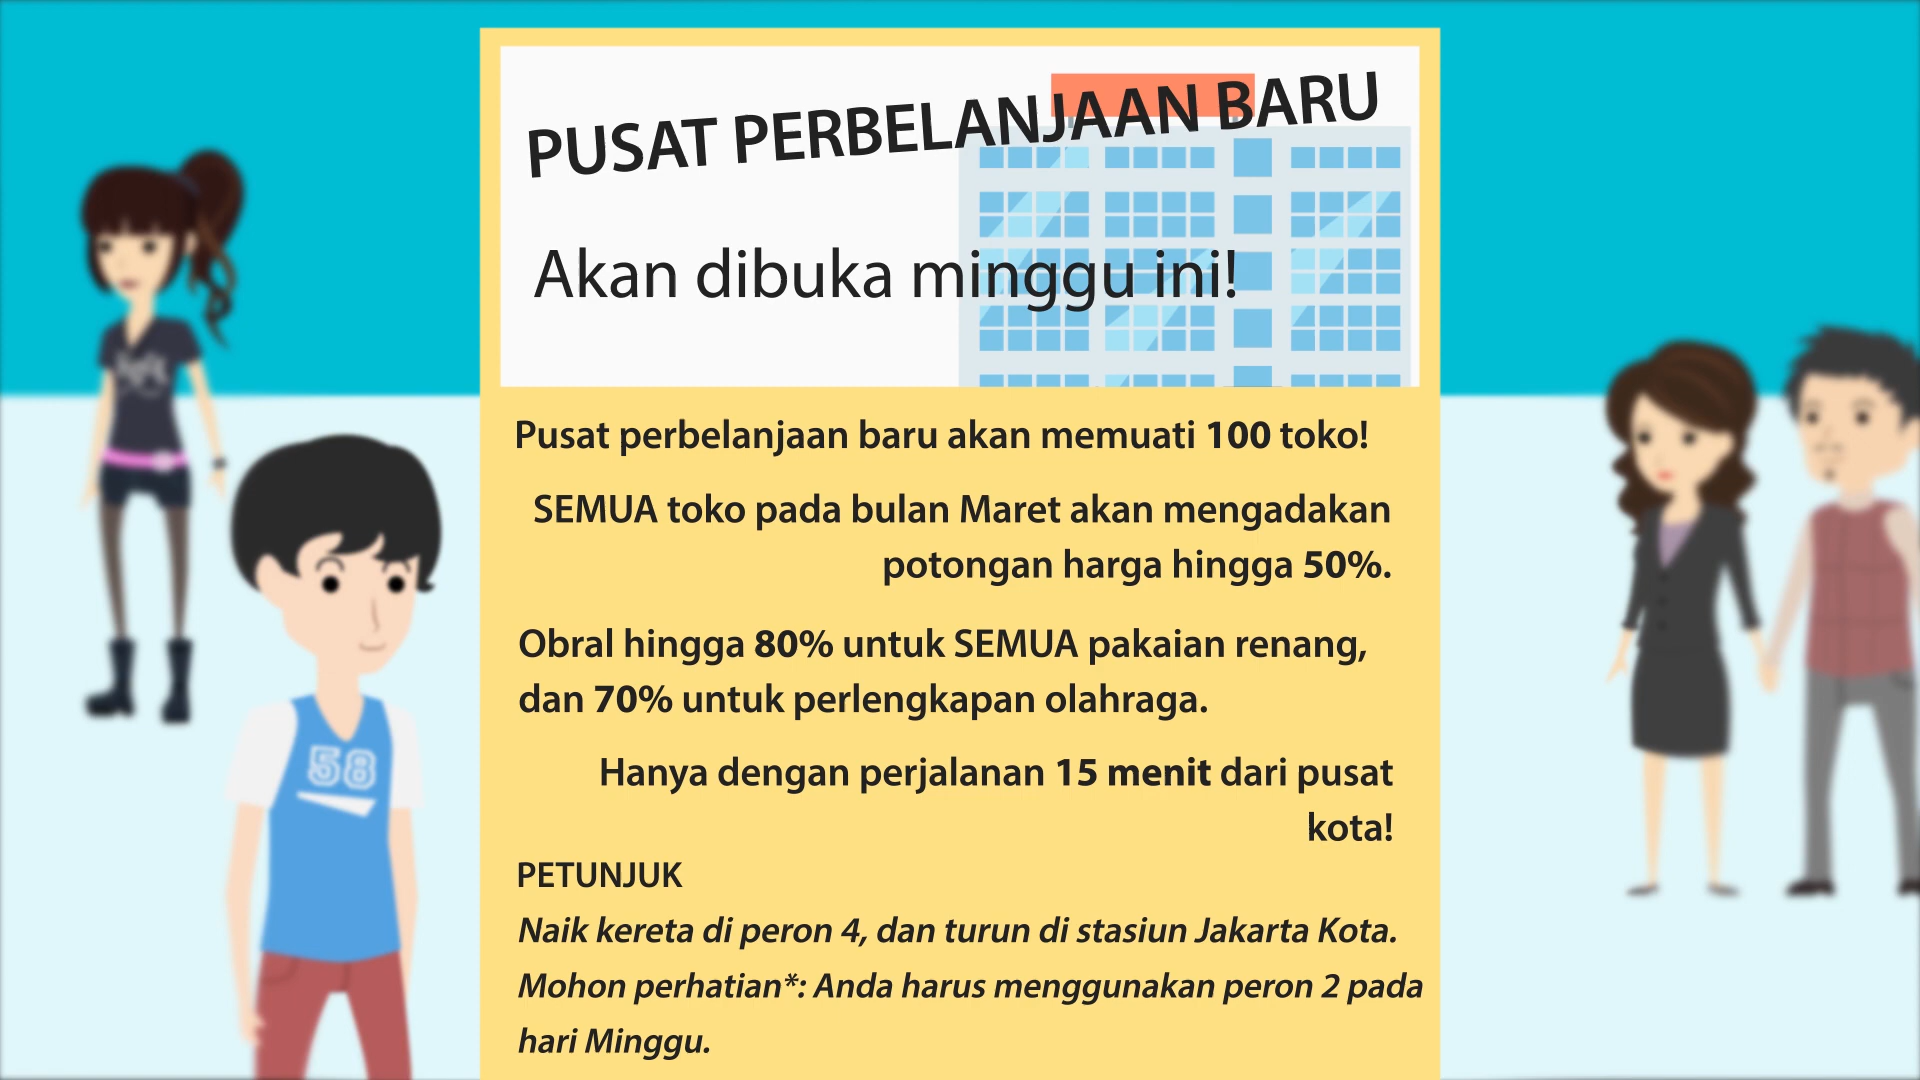 PUSAT PERBELANJAAN BARU
Akan dibuka minggu ini!
Pusat perbelanjaan baru akan memuati 100 toko!
SEMUA toko pada bulan Maret akan mengadakan
potongan harga hingga 50%.
Obral hingga 80% untuk SEMUA pakaian renang,
dan 70% untuk perlengkapan olahraga.
Hanya dengan perjalanan 15 menit dari pusat
kota!
PETUNJUK
Naik kereta di peron 4, dan turun di stasiun Jakarta Kota.
Mohon perhatian*: Anda harus menggunakan peron 2 pada
hari Minggu.
58